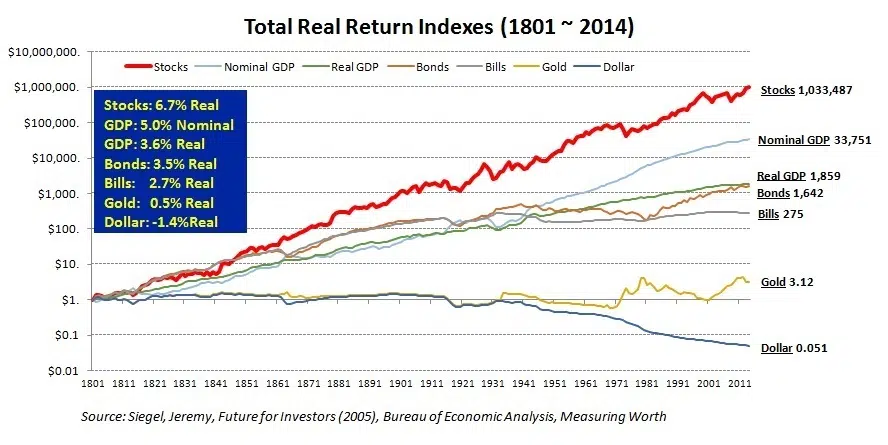 Total Real Return Indexes (1801 ~ 2014)
$10,000,000.
$1,000,000.
$100,000.
$10,000.
$1,000.
$100.
$10.
$1.
$0.1
$0.01
Stocks Nominal GDP Real GDP Bonds Bills Gold Dollar
Stocks: 6.7% Real
GDP: 5.0% Nominal
GDP: 3.6% Real
Bonds: 3.5% Real
Bills: 2.7% Real
Gold: 0.5% Real
Dollar: -1.4%Real
Stocks 1,033,487
Nominal GDP 33,751
Real GDP 1,859
Bonds 1,642
Bills 275
Gold 3.12
Dollar 0.051
1801 1811 1821 1831 1841 1851 1861 1871 1881 1891 1901 1911 1921 1931 1941 1951 1961 1971 1981 1991 2001 2011
Source: Siegel, Jeremy, Future for Investors (2005), Bureau of Economic Analysis, Measuring Worth